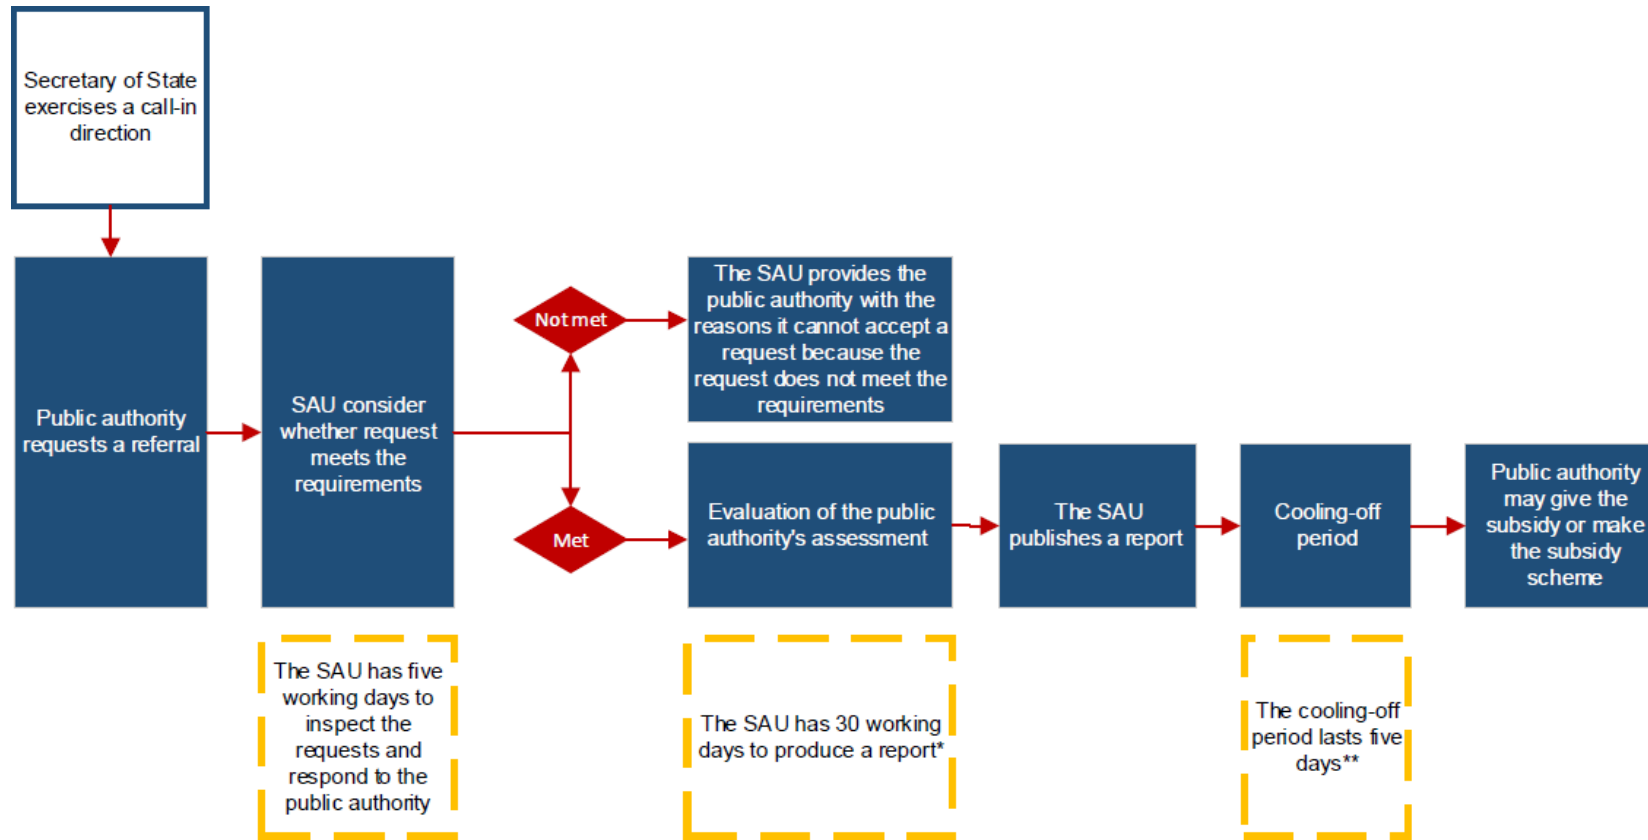 Secretary of State
exercises a call-in
direction
Public authority
requests a referral
SAU consider
whether request
meets the
requirements
Not met
Met
The SAU provides the
public authority with the
reasons it cannot accept a
request because the
request does not meet the
requirements
Evaluation of the public
authority's assessment
The SAU
publishes a report
Cooling-off
period
Public authority
may give the
subsidy or make
the subsidy
scheme
The SAU has five
working days to
inspect the
requests and
respond to the
public authority
The SAU has 30 working
days to produce a report*
The cooling-off
period lasts five
days**